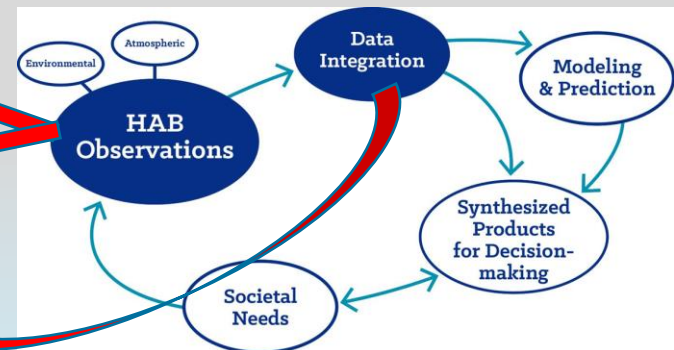 Atmospheric
Environmental
HAB
Observations
Data
Integration
Modeling
& Prediction
Synthesized
Products
for Decision-
making
Societal
Needs